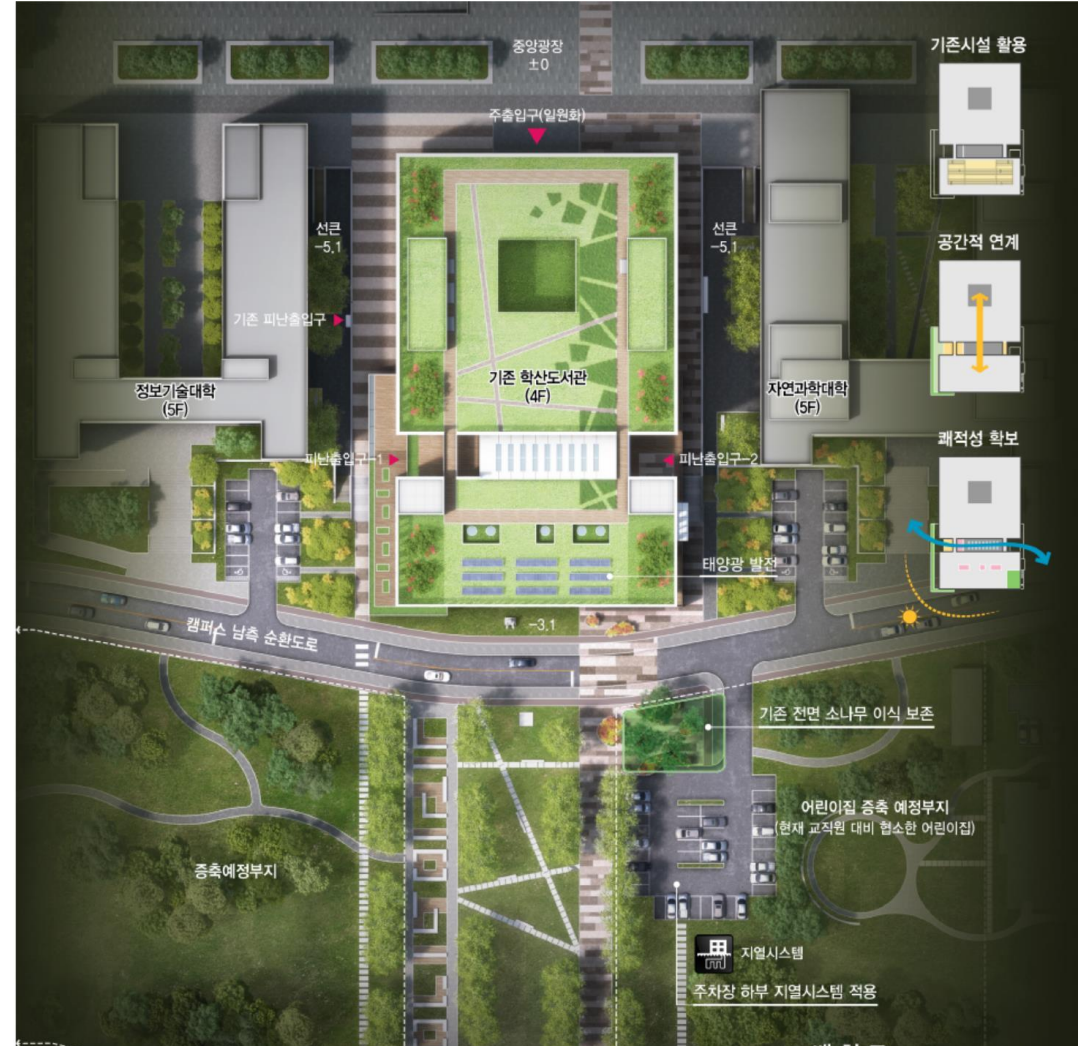 중앙광장
±0
기존시설 활용
주출입구(일원화)
선큰
-5.1
선큰
-5.1
공간적 연계
기존 피난출입구
정보기술대학
(5F)
기존 학산도서관
(4F)
자연과학대학
(5F)
쾌적성 확보
피난출입구-1
피난출입구-2
태양광 발전
-3.1
캠퍼스 남측 순환도로
기존 전면 소나무 이식 보존
어린이집 증축 예정부지
(현재 교직원 대비 협소한 어린이집)
증축예정부지
지열시스템
주차장 하부 지열시스템 적용